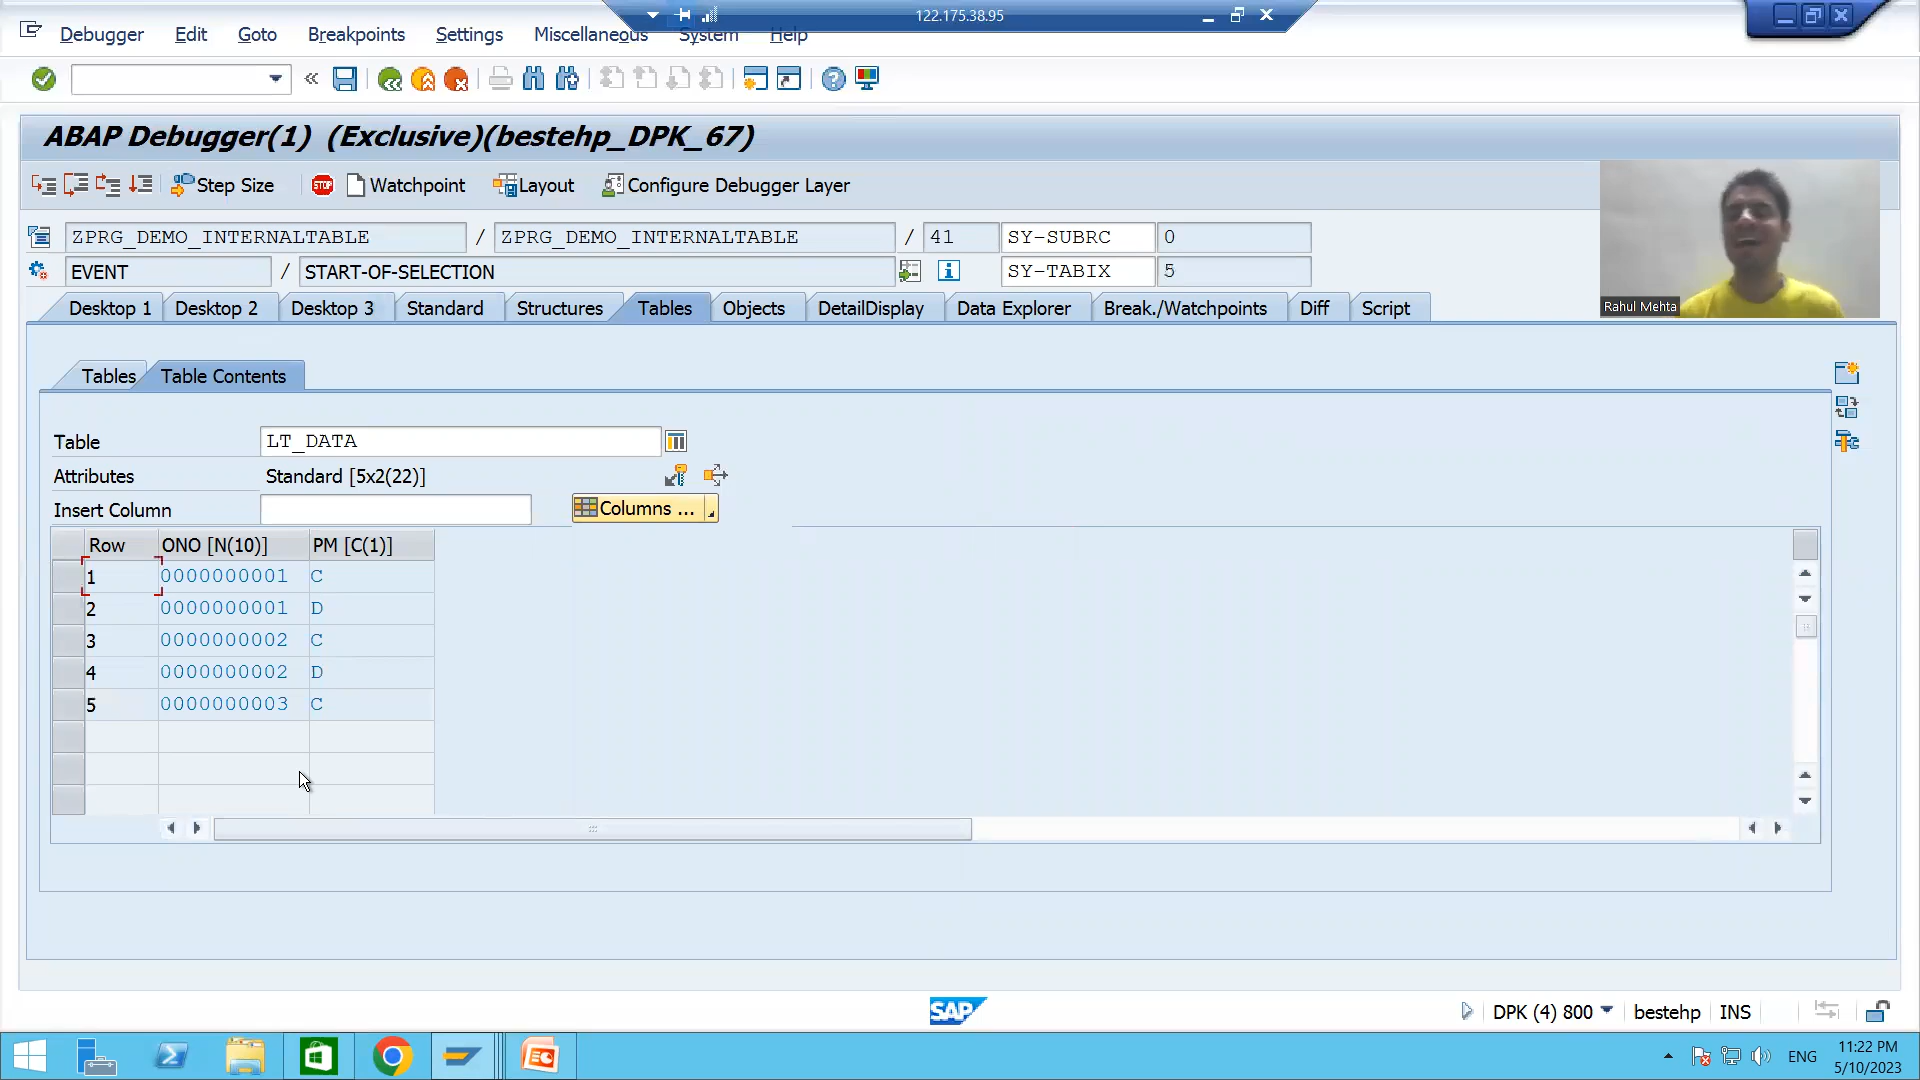 122.175.38.95
Debugger Edit Goto Breakpoints Settings Miscellaneous System Help
ABAP Debugger(1) (Exclusive)(bestehp_DPK_67)
Step Size STOP Watchpoint Layout Configure Debugger Layer
ZPRG_DEMO_INTERNALTABLE / ZPRG_DEMO_INTERNALTABLE / 41 SY-SUBRC 0
EVENT / START-OF-SELECTION SY-TABIX 5
Rahul Mehta
Desktop 1 Desktop 2 Desktop 3 Standard Structures Tables Objects DetailDisplay Data Explorer Break./Watchpoints Diff Script
Tables Table Contents
Table LT_DATA
Attributes Standard [5x2(22)]
Insert Column Columns ...
Row ONO [N(10)] PM [C(1)]
1 0000000001 C
2 0000000001 D
3 0000000002 C
4 0000000002 D
5 0000000003 C
SAP DPK (4) 800 bestehp INS
ENG 11:22 PM
5/10/2023